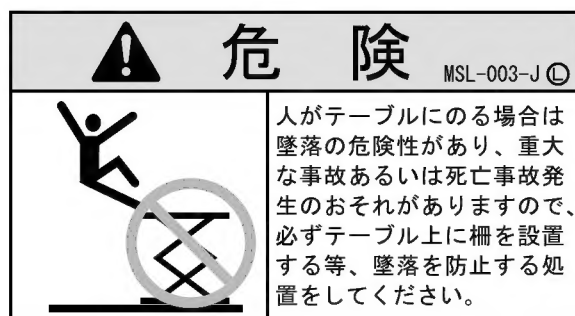 危険 MSL-003-J Ⓛ
人がテーブルにのる場合は
墜落の危険性があり、重大
な事故あるいは死亡事故発
生のおそれがありますので、
必ずテーブル上に柵を設置
する等、墜落を防止する処
置をしてください。